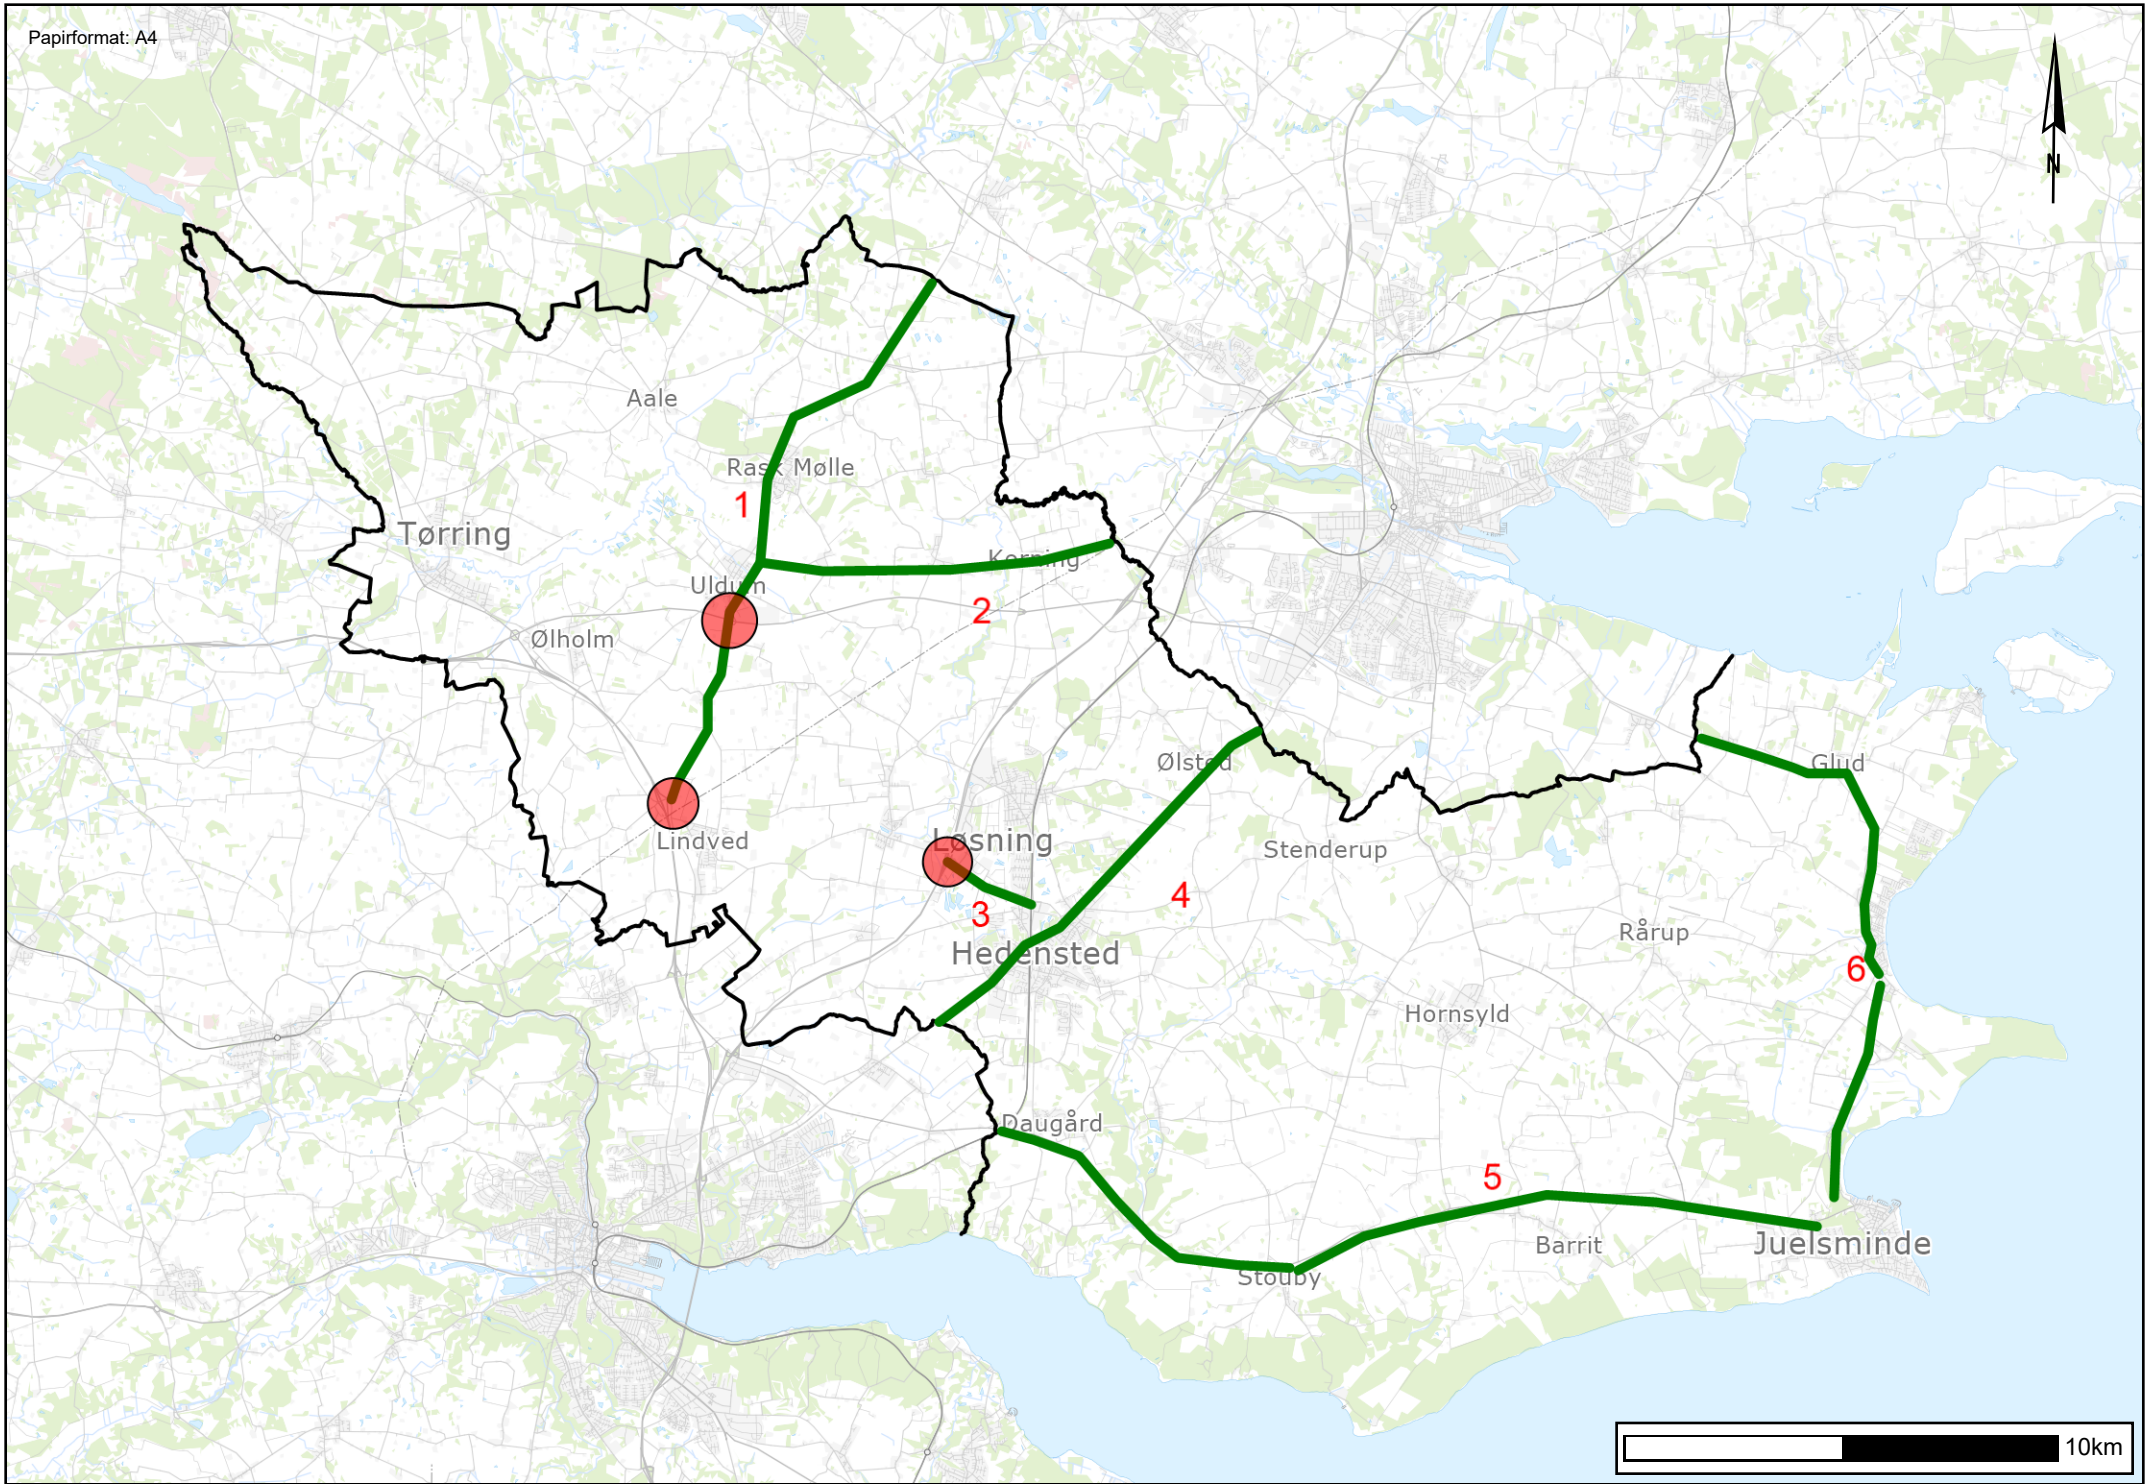 Papirformat: A4
N
Aale
Rask Mølle
1
Tørring
Korning
Uldum
2
Ølholm
Ølsted
Glud
Lindved
Løsning
Stenderup
4
3
Rårup
Hedensted
6
Hornsyld
Daugård
5
Barrit
Juelsminde
Stouby
10km